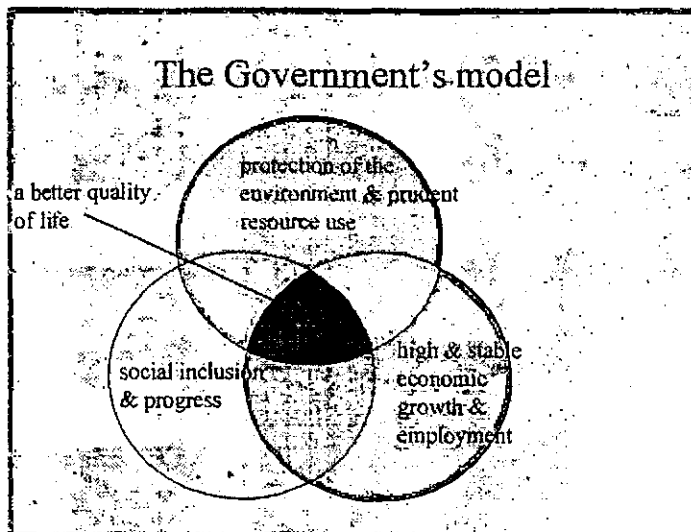 The Government's model
protection of the
environment & prudent
resource use
a better quality
of life
social inclusion
& progress
high & stable
economic
growth &
employment